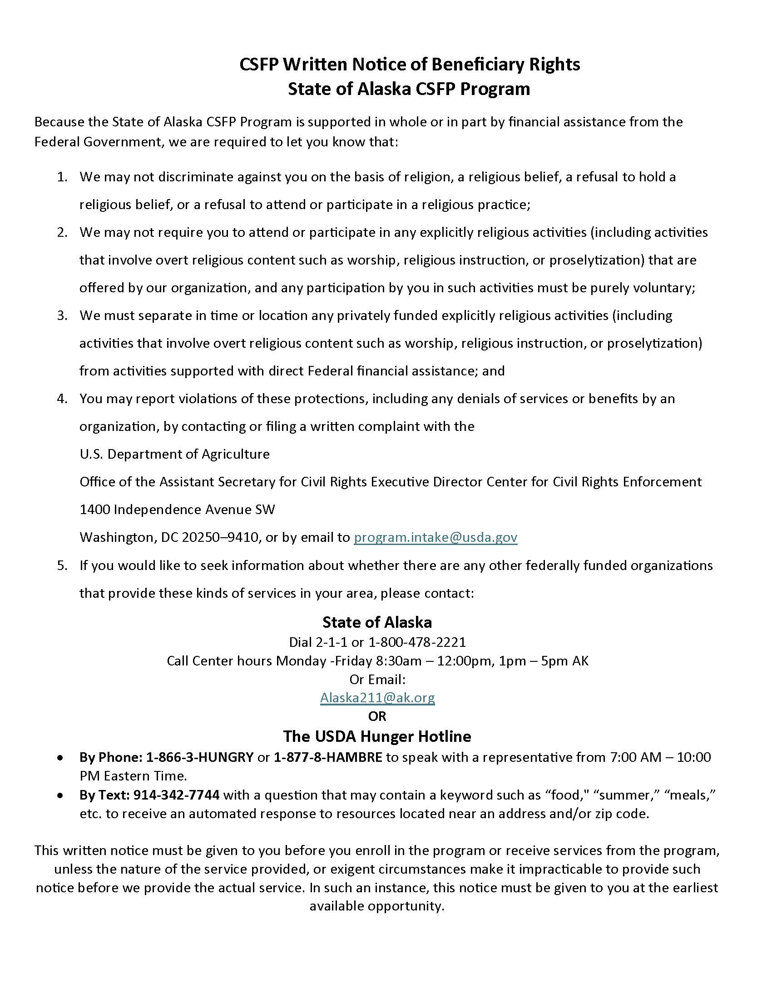 CSFP Written Notice of Beneficiary Rights
State of Alaska CSFP Program
Because the State of Alaska CSFP Program is supported in whole or in part by financial assistance from the
Federal Government, we are required to let you know that:
1. We may not discriminate against you on the basis of religion, a religious belief, a refusal to hold a
religious belief, or a refusal to attend or participate in a religious practice;
2. We may not require you to attend or participate in any explicitly religious activities (including activities
that involve overt religious content such as worship, religious instruction, or proselytization) that are
offered by our organization, and any participation by you in such activities must be purely voluntary;
3. We must separate in time or location any privately funded explicitly religious activities (including
activities that involve overt religious content such as worship, religious instruction, or proselytization)
from activities supported with direct Federal financial assistance; and
4. You may report violations of these protections, including any denials of services or benefits by an
organization, by contacting or filing a written complaint with the
U.S. Department of Agriculture
Office of the Assistant Secretary for Civil Rights Executive Director Center for Civil Rights Enforcement
1400 Independence Avenue SW
Washington, DC 20250–9410, or by email to program.intake@usda.gov
5. If you would like to seek information about whether there are any other federally funded organizations
that provide these kinds of services in your area, please contact:
State of Alaska
Dial 2-1-1 or 1-800-478-2221
Call Center hours Monday -Friday 8:30am – 12:00pm, 1pm – 5pm AK
Or Email:
Alaska211@ak.org
OR
The USDA Hunger Hotline
• By Phone: 1-866-3-HUNGRY or 1-877-8-HAMBRE to speak with a representative from 7:00 AM – 10:00
PM Eastern Time.
• By Text: 914-342-7744 with a question that may contain a keyword such as “food," “summer,” “meals,”
etc. to receive an automated response to resources located near an address and/or zip code.
This written notice must be given to you before you enroll in the program or receive services from the program,
unless the nature of the service provided, or exigent circumstances make it impracticable to provide such
notice before we provide the actual service. In such an instance, this notice must be given to you at the earliest
available opportunity.